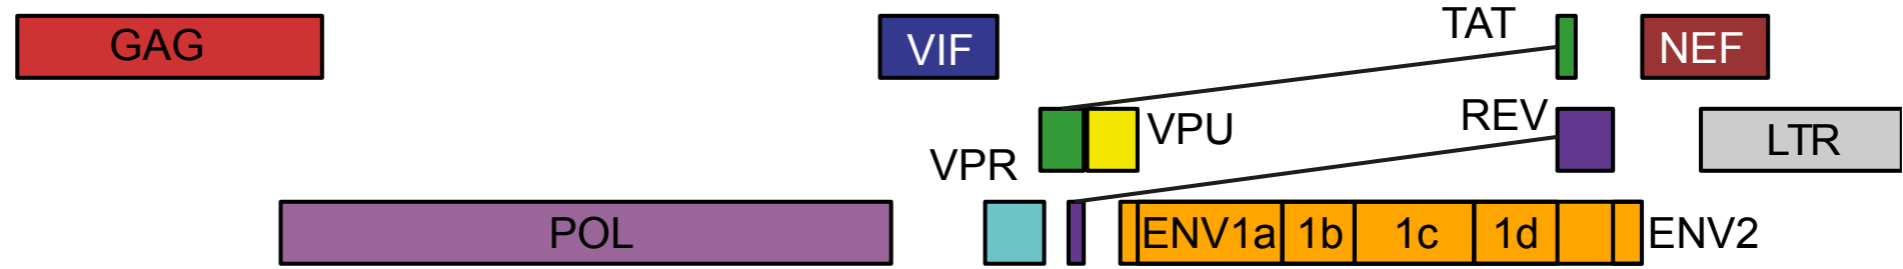 GAG
VIF
TAT
NEF
VPU
REV
LTR
VPR
POL
ENV1a
1b
1c
1d
ENV2